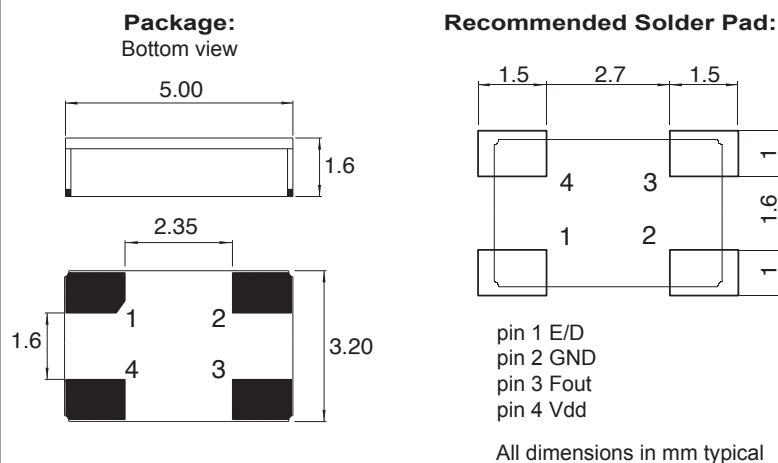 Package:
Bottom view
5.00
1.6
2.35
1
2
1.6
3.20
4
3
Recommended Solder Pad:
1.5
2.7
1.5
4
3
1
1.6
1
2
1
pin 1 E/D
pin 2 GND
pin 3 Fout
pin 4 Vdd
All dimensions in mm typical